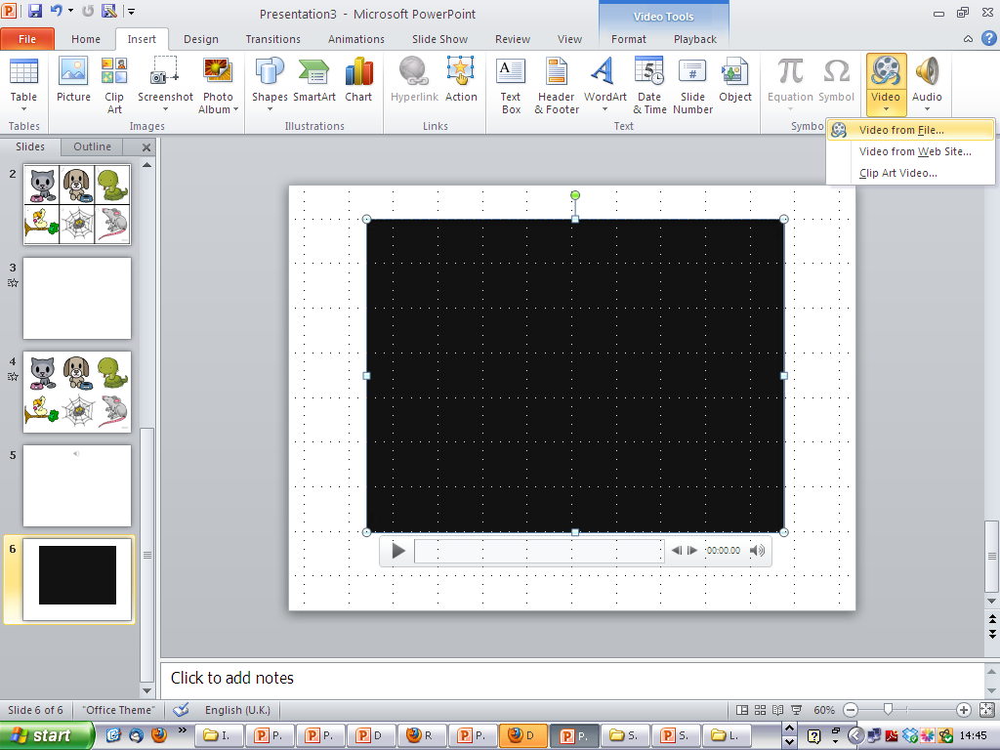 Presentation3 - Microsoft PowerPoint
Video Tools
File Home Insert Design Transitions Animations Slide Show Review View Format Playback
Table
Picture
Clip Art
Screenshot
Photo Album
Shapes
SmartArt
Chart
Hyperlink
Action
Text Box
Header & Footer
WordArt
Date & Time
Slide Number
Object
Equation
Symbol
Video
Audio
Tables
Images
Illustrations
Links
Text
Symbo
Video from File...
Video from Web Site...
Clip Art Video...
Slides
Outline
2
3
4
5
6
00:00.00
Click to add notes
Slide 6 of 6
"Office Theme"
English (U.K.)
60%
start
I.
P.
P.
D
R
P.
D
P.
S.
S.
L.
14:45